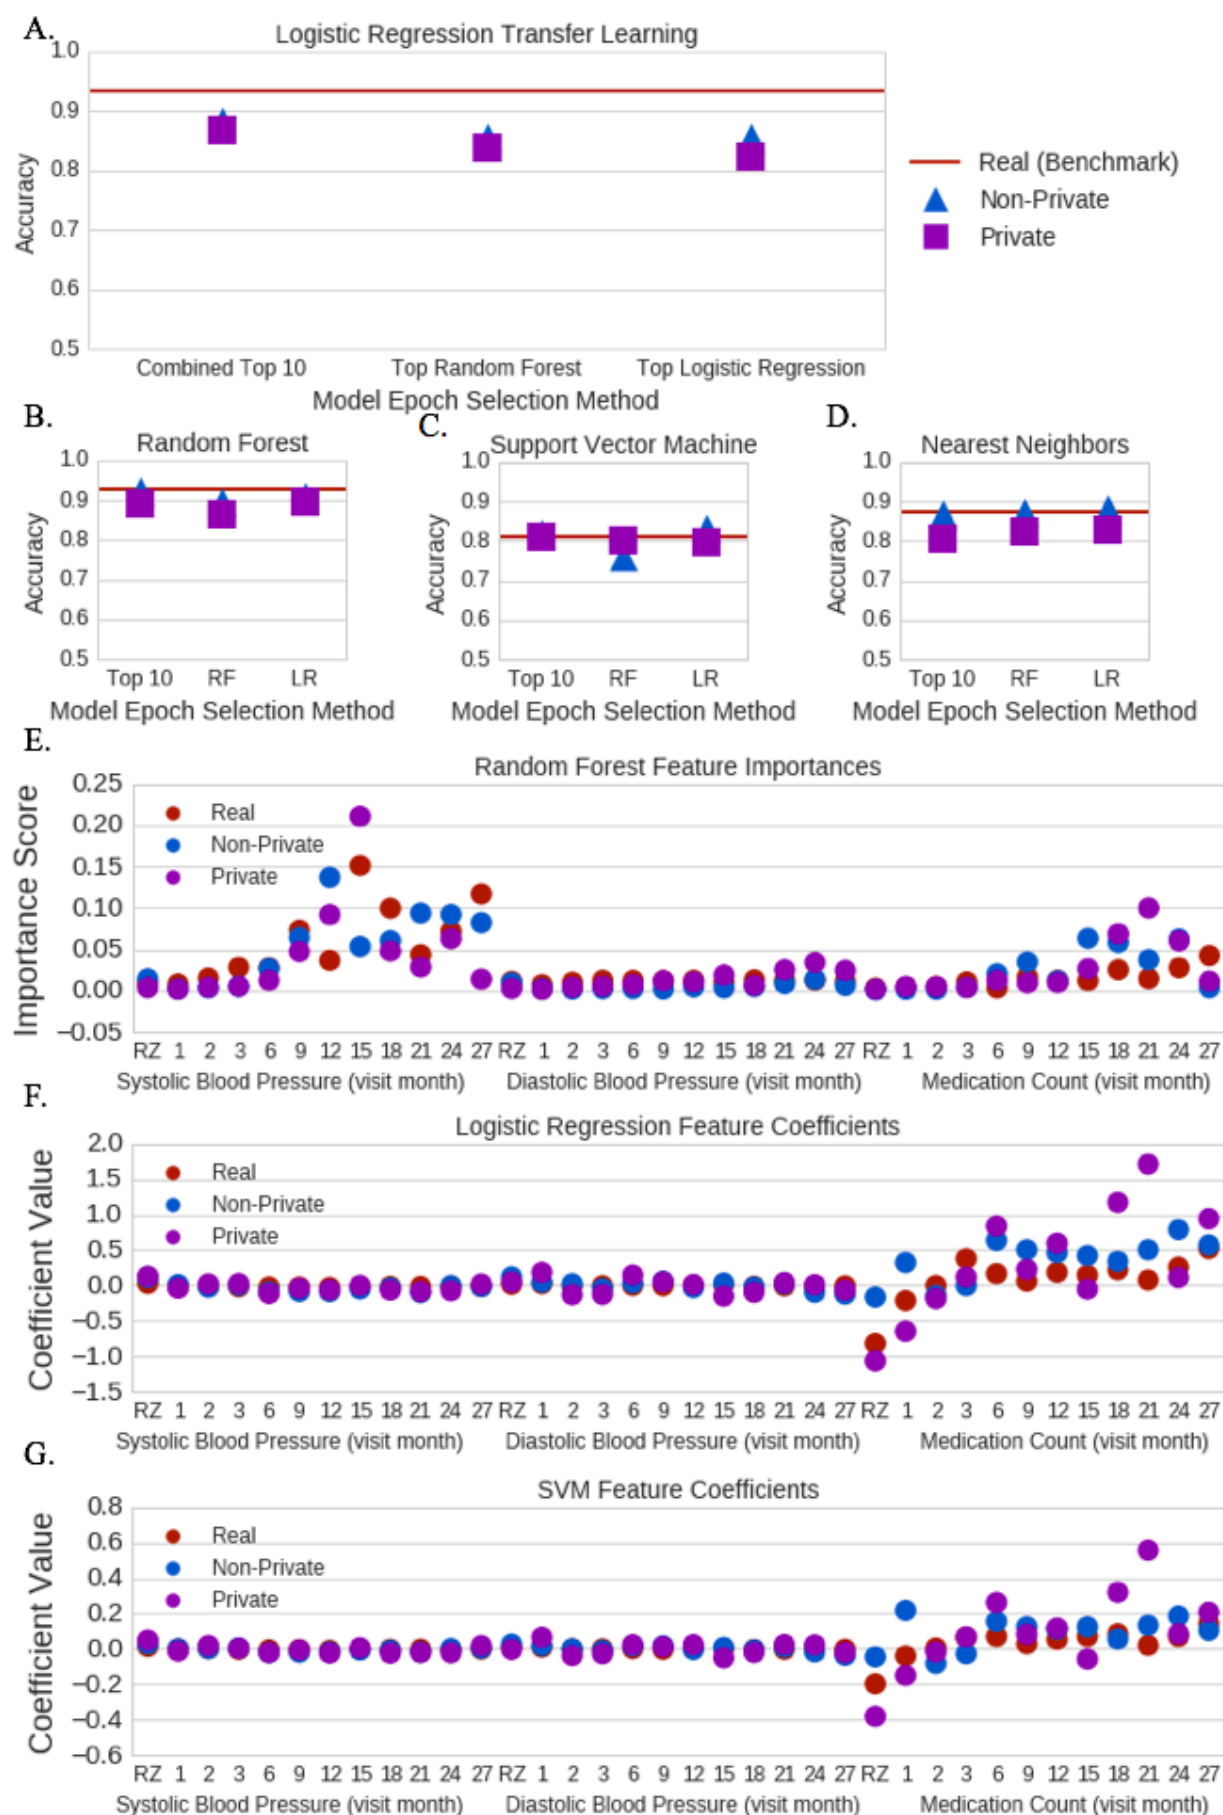 A.
Logistic Regression Transfer Learning
1.0
0.9
0.8
0.7
0.6
0.5
Accuracy
Combined Top 10 Top Random Forest Top Logistic Regression
Model Epoch Selection Method
Real (Benchmark)
Non-Private
Private
B.
Random Forest
1.0
0.9
0.8
0.7
0.6
0.5
Accuracy
Top 10 RF LR
Model Epoch Selection Method
C.
Support Vector Machine
1.0
0.9
0.8
0.7
0.6
0.5
Accuracy
Top 10 RF LR
Model Epoch Selection Method
D.
Nearest Neighbors
1.0
0.9
0.8
0.7
0.6
0.5
Accuracy
Top 10 RF LR
Model Epoch Selection Method
E.
Random Forest Feature Importances
0.25
0.20
0.15
0.10
0.05
0.00
−0.05
Importance Score
Real
Non-Private
Private
RZ 1 2 3 6 9 12 15 18 21 24 27 RZ 1 2 3 6 9 12 15 18 21 24 27 RZ 1 2 3 6 9 12 15 18 21 24 27
Systolic Blood Pressure (visit month) Diastolic Blood Pressure (visit month) Medication Count (visit month)
F.
Logistic Regression Feature Coefficients
2.0
1.5
1.0
0.5
0.0
−0.5
−1.0
−1.5
Coefficient Value
Real
Non-Private
Private
RZ 1 2 3 6 9 12 15 18 21 24 27 RZ 1 2 3 6 9 12 15 18 21 24 27 RZ 1 2 3 6 9 12 15 18 21 24 27
Systolic Blood Pressure (visit month) Diastolic Blood Pressure (visit month) Medication Count (visit month)
G.
SVM Feature Coefficients
0.8
0.6
0.4
0.2
0.0
−0.2
−0.4
−0.6
Coefficient Value
Real
Non-Private
Private
RZ 1 2 3 6 9 12 15 18 21 24 27 RZ 1 2 3 6 9 12 15 18 21 24 27 RZ 1 2 3 6 9 12 15 18 21 24 27
Systolic Blood Pressure (visit month) Diastolic Blood Pressure (visit month) Medication Count (visit month)